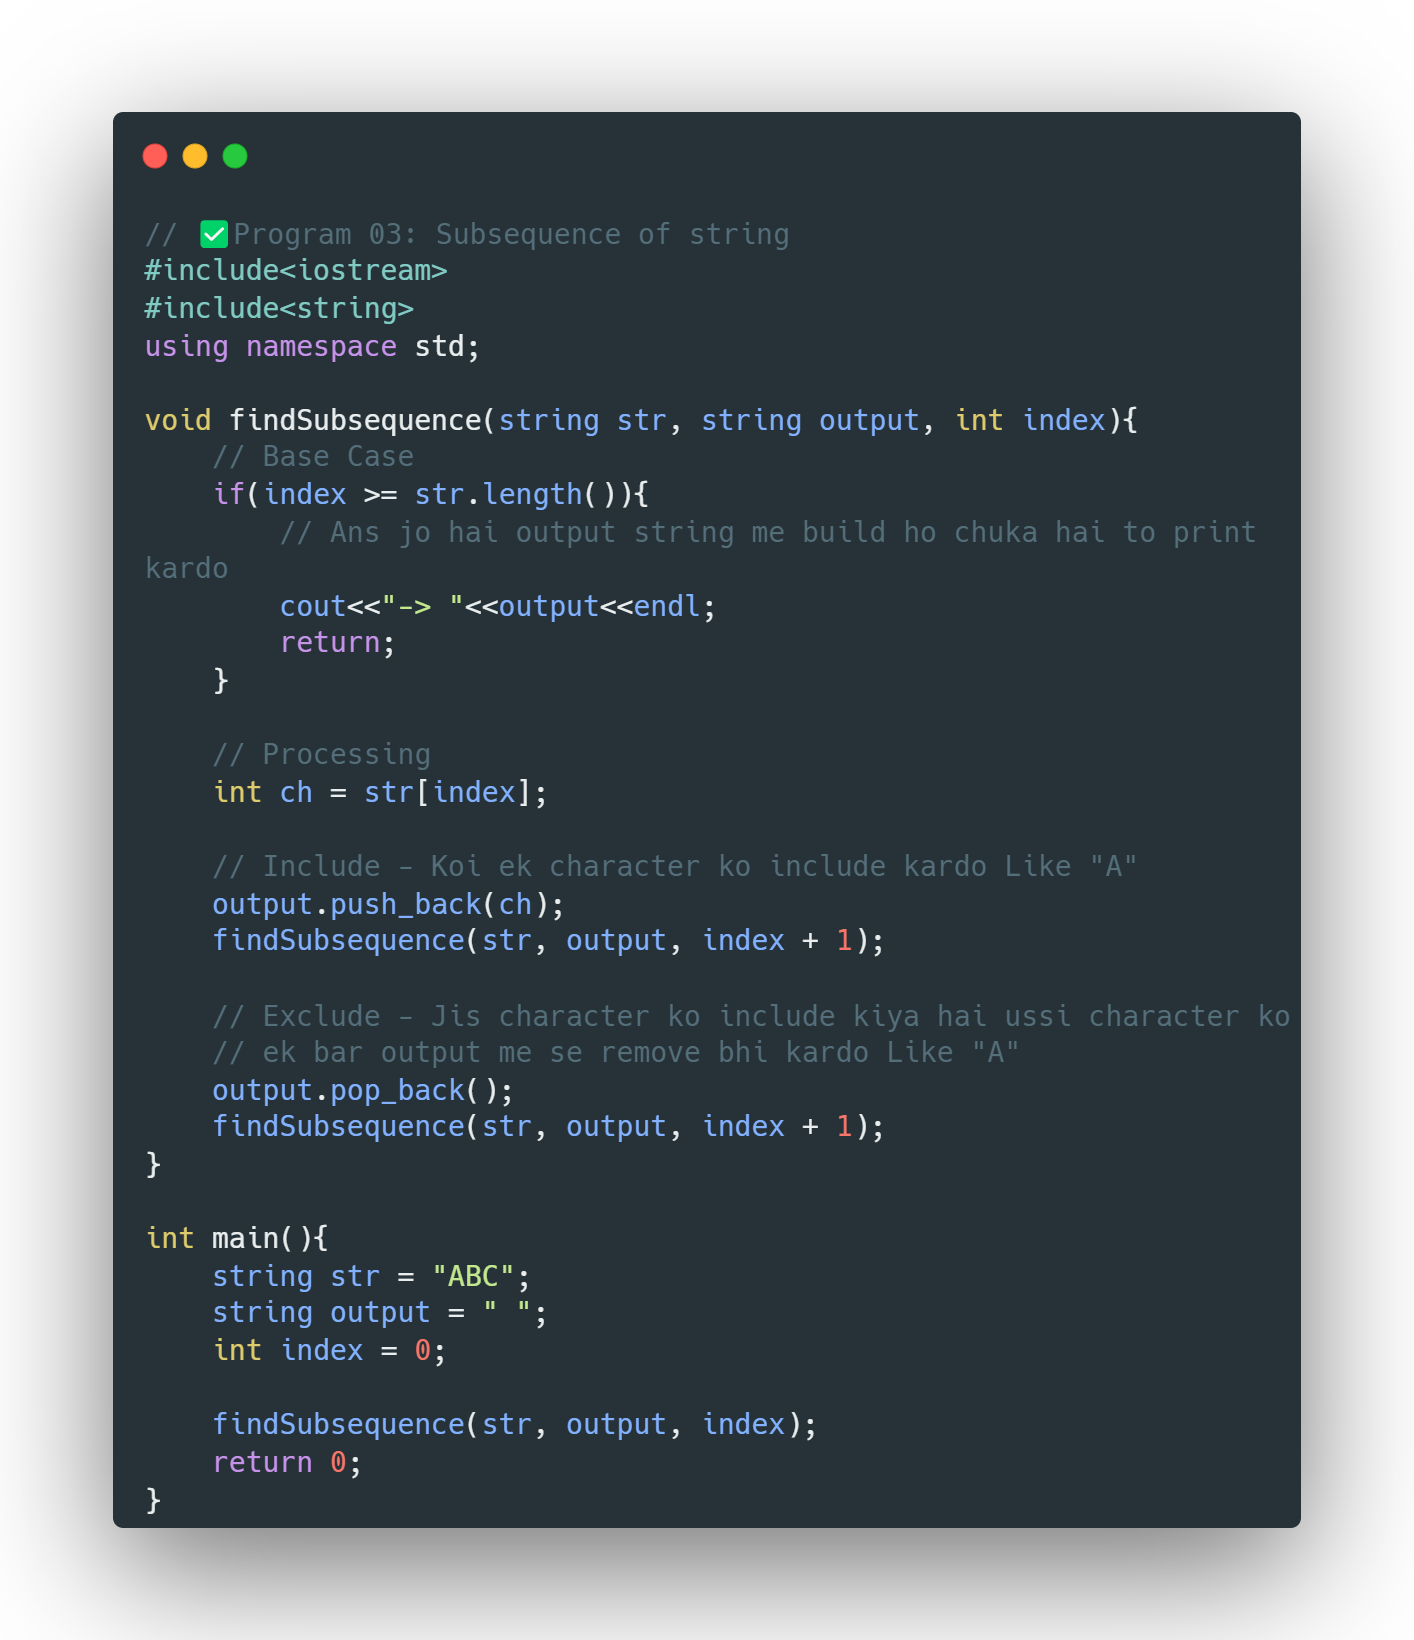 // ✅Program 03: Subsequence of string
#include<iostream>
#include<string>
using namespace std;

void findSubsequence(string str, string output, int index){
    // Base Case
    if(index >= str.length()){
        // Ans jo hai output string me build ho chuka hai to print
kardo
        cout<<"-> "<<output<<endl;
        return;
    }

    // Processing
    int ch = str[index];

    // Include - Koi ek character ko include kardo Like "A"
    output.push_back(ch);
    findSubsequence(str, output, index + 1);

    // Exclude - Jis character ko include kiya hai ussi character ko
    // ek bar output me se remove bhi kardo Like "A"
    output.pop_back();
    findSubsequence(str, output, index + 1);
}

int main(){
    string str = "ABC";
    string output = " ";
    int index = 0;

    findSubsequence(str, output, index);
    return 0;
}